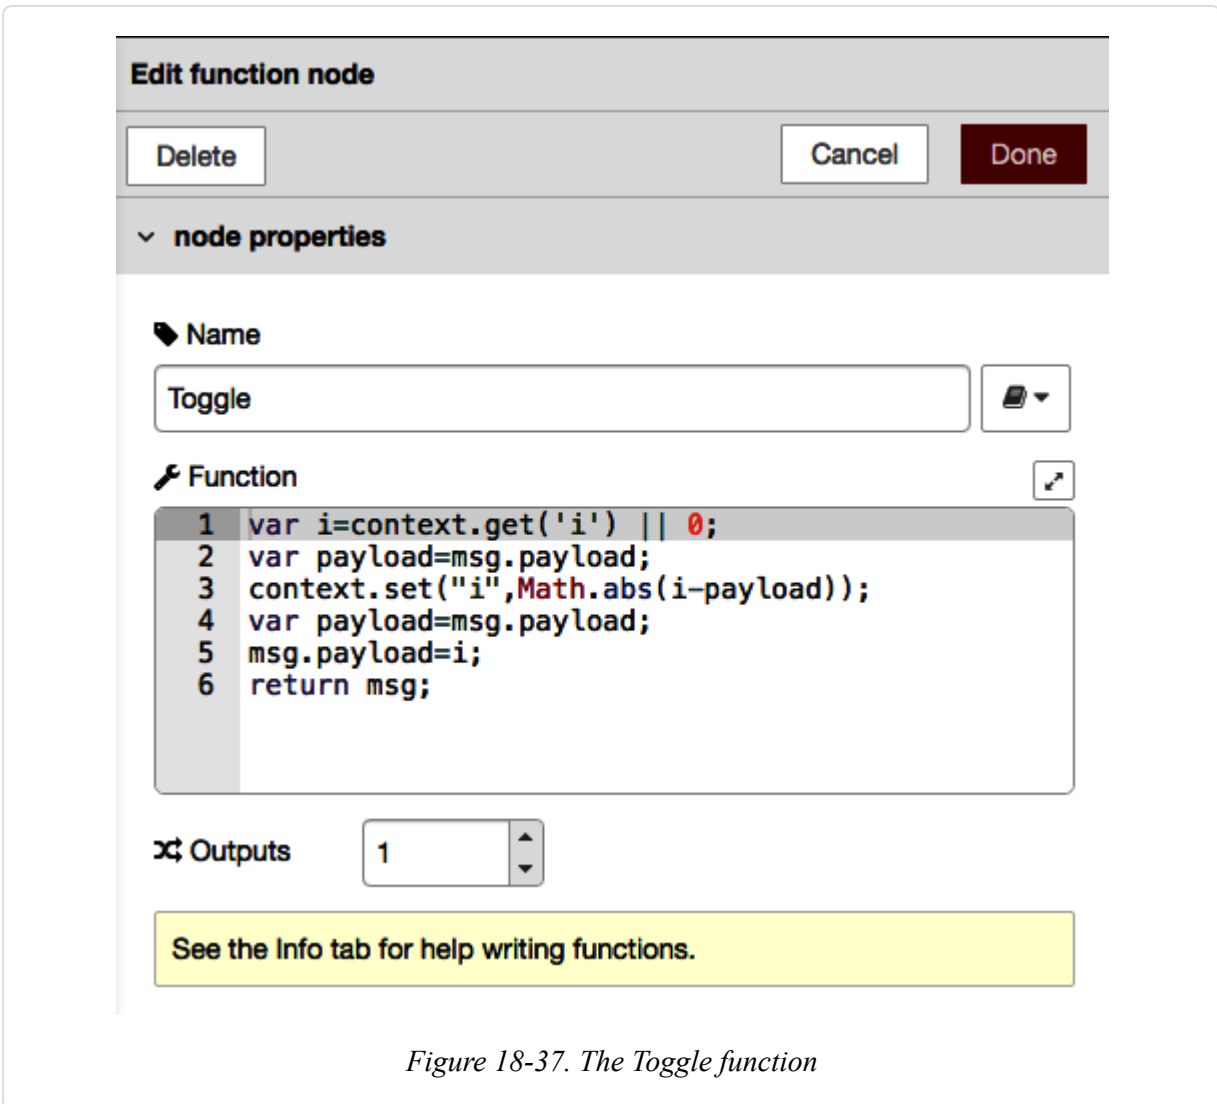 Edit function node
Delete Cancel Done
node properties
Name
Toggle
Function
1 var i=context.get('i') || 0;
2 var payload=msg.payload;
3 context.set("i",Math.abs(i-payload));
4 var payload=msg.payload;
5 msg.payload=i;
6 return msg;
Outputs 1
See the Info tab for help writing functions.
Figure 18-37. The Toggle function